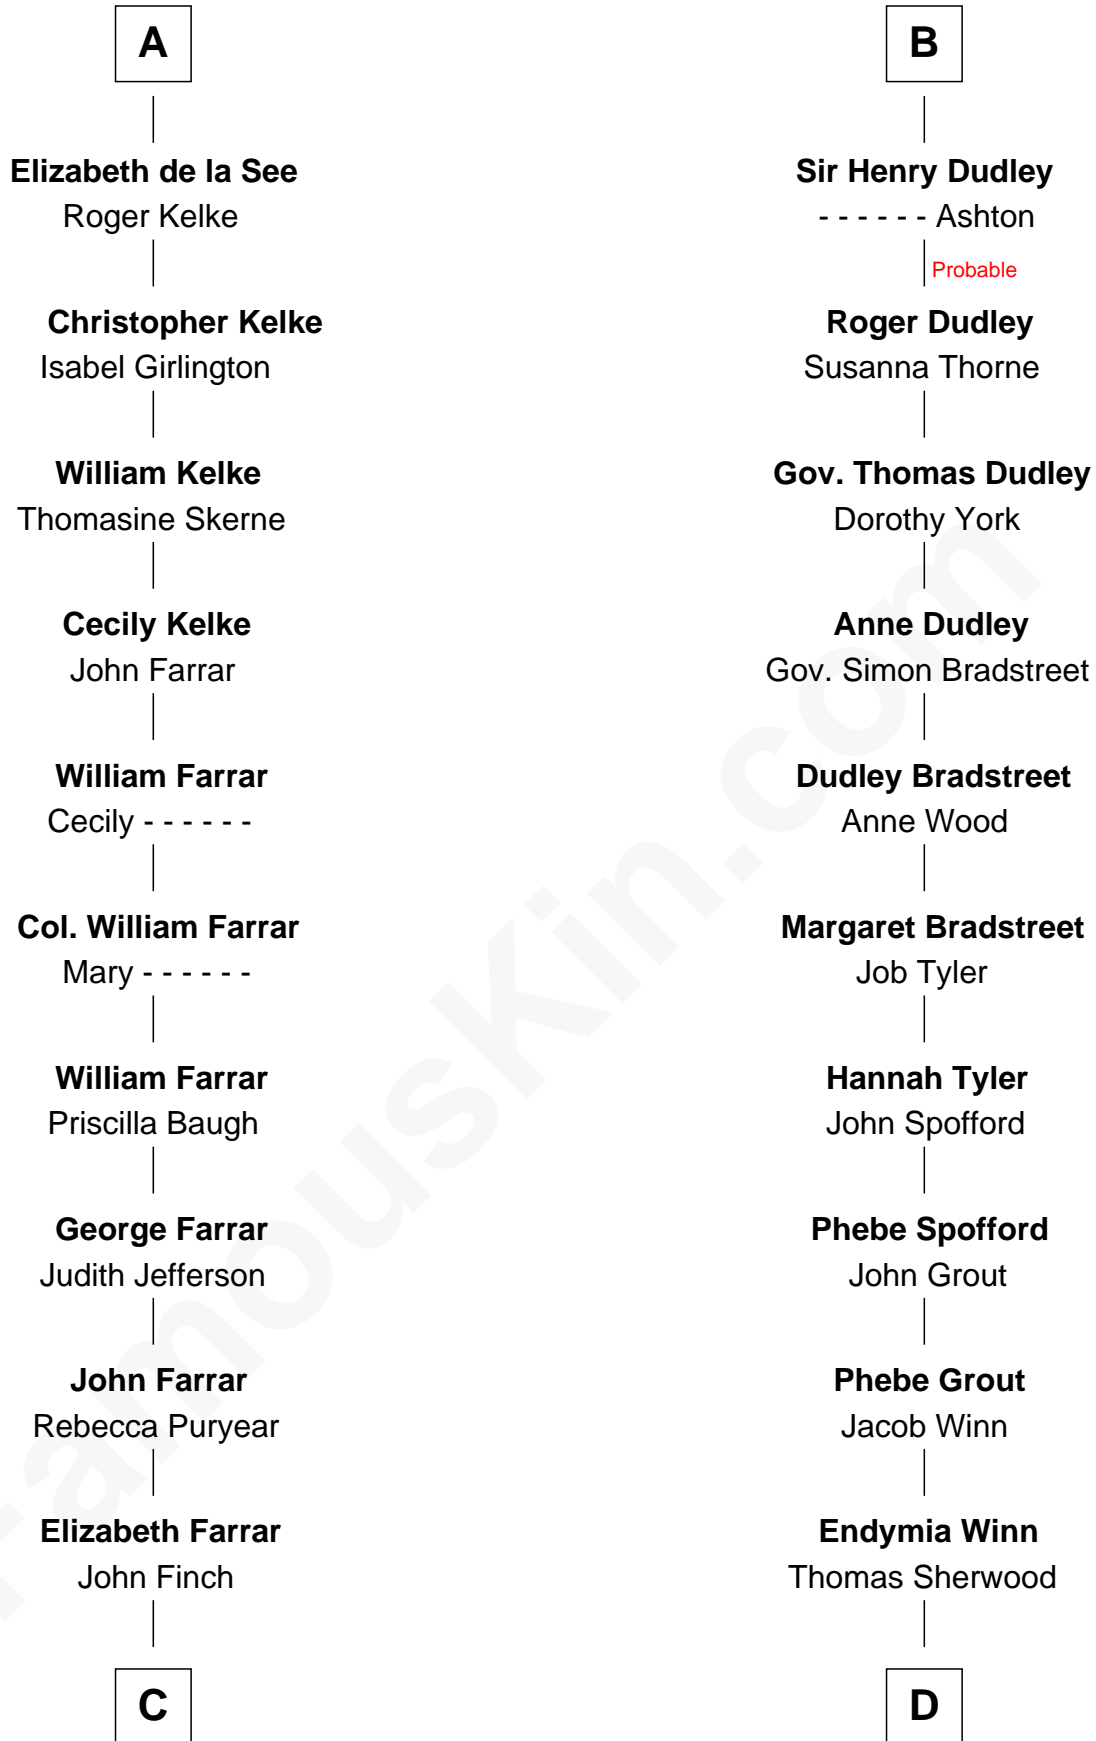 A
Elizabeth de la See
Roger Kelke
Christopher Kelke
Isabel Girlington
William Kelke
Thomasine Skerne
Cecily Kelke
John Farrar
William Farrar
Cecily - - - - - -
Col. William Farrar
Mary - - - - - -
William Farrar
Priscilla Baugh
George Farrar
Judith Jefferson
John Farrar
Rebecca Puryear
Elizabeth Farrar
John Finch
C
B
Sir Henry Dudley
- - - - - - Ashton
Probable
Roger Dudley
Susanna Thorne
Gov. Thomas Dudley
Dorothy York
Anne Dudley
Gov. Simon Bradstreet
Dudley Bradstreet
Anne Wood
Margaret Bradstreet
Job Tyler
Hannah Tyler
John Spofford
Phebe Spofford
John Grout
Phebe Grout
Jacob Winn
Endymia Winn
Thomas Sherwood
D
FamousKin.com